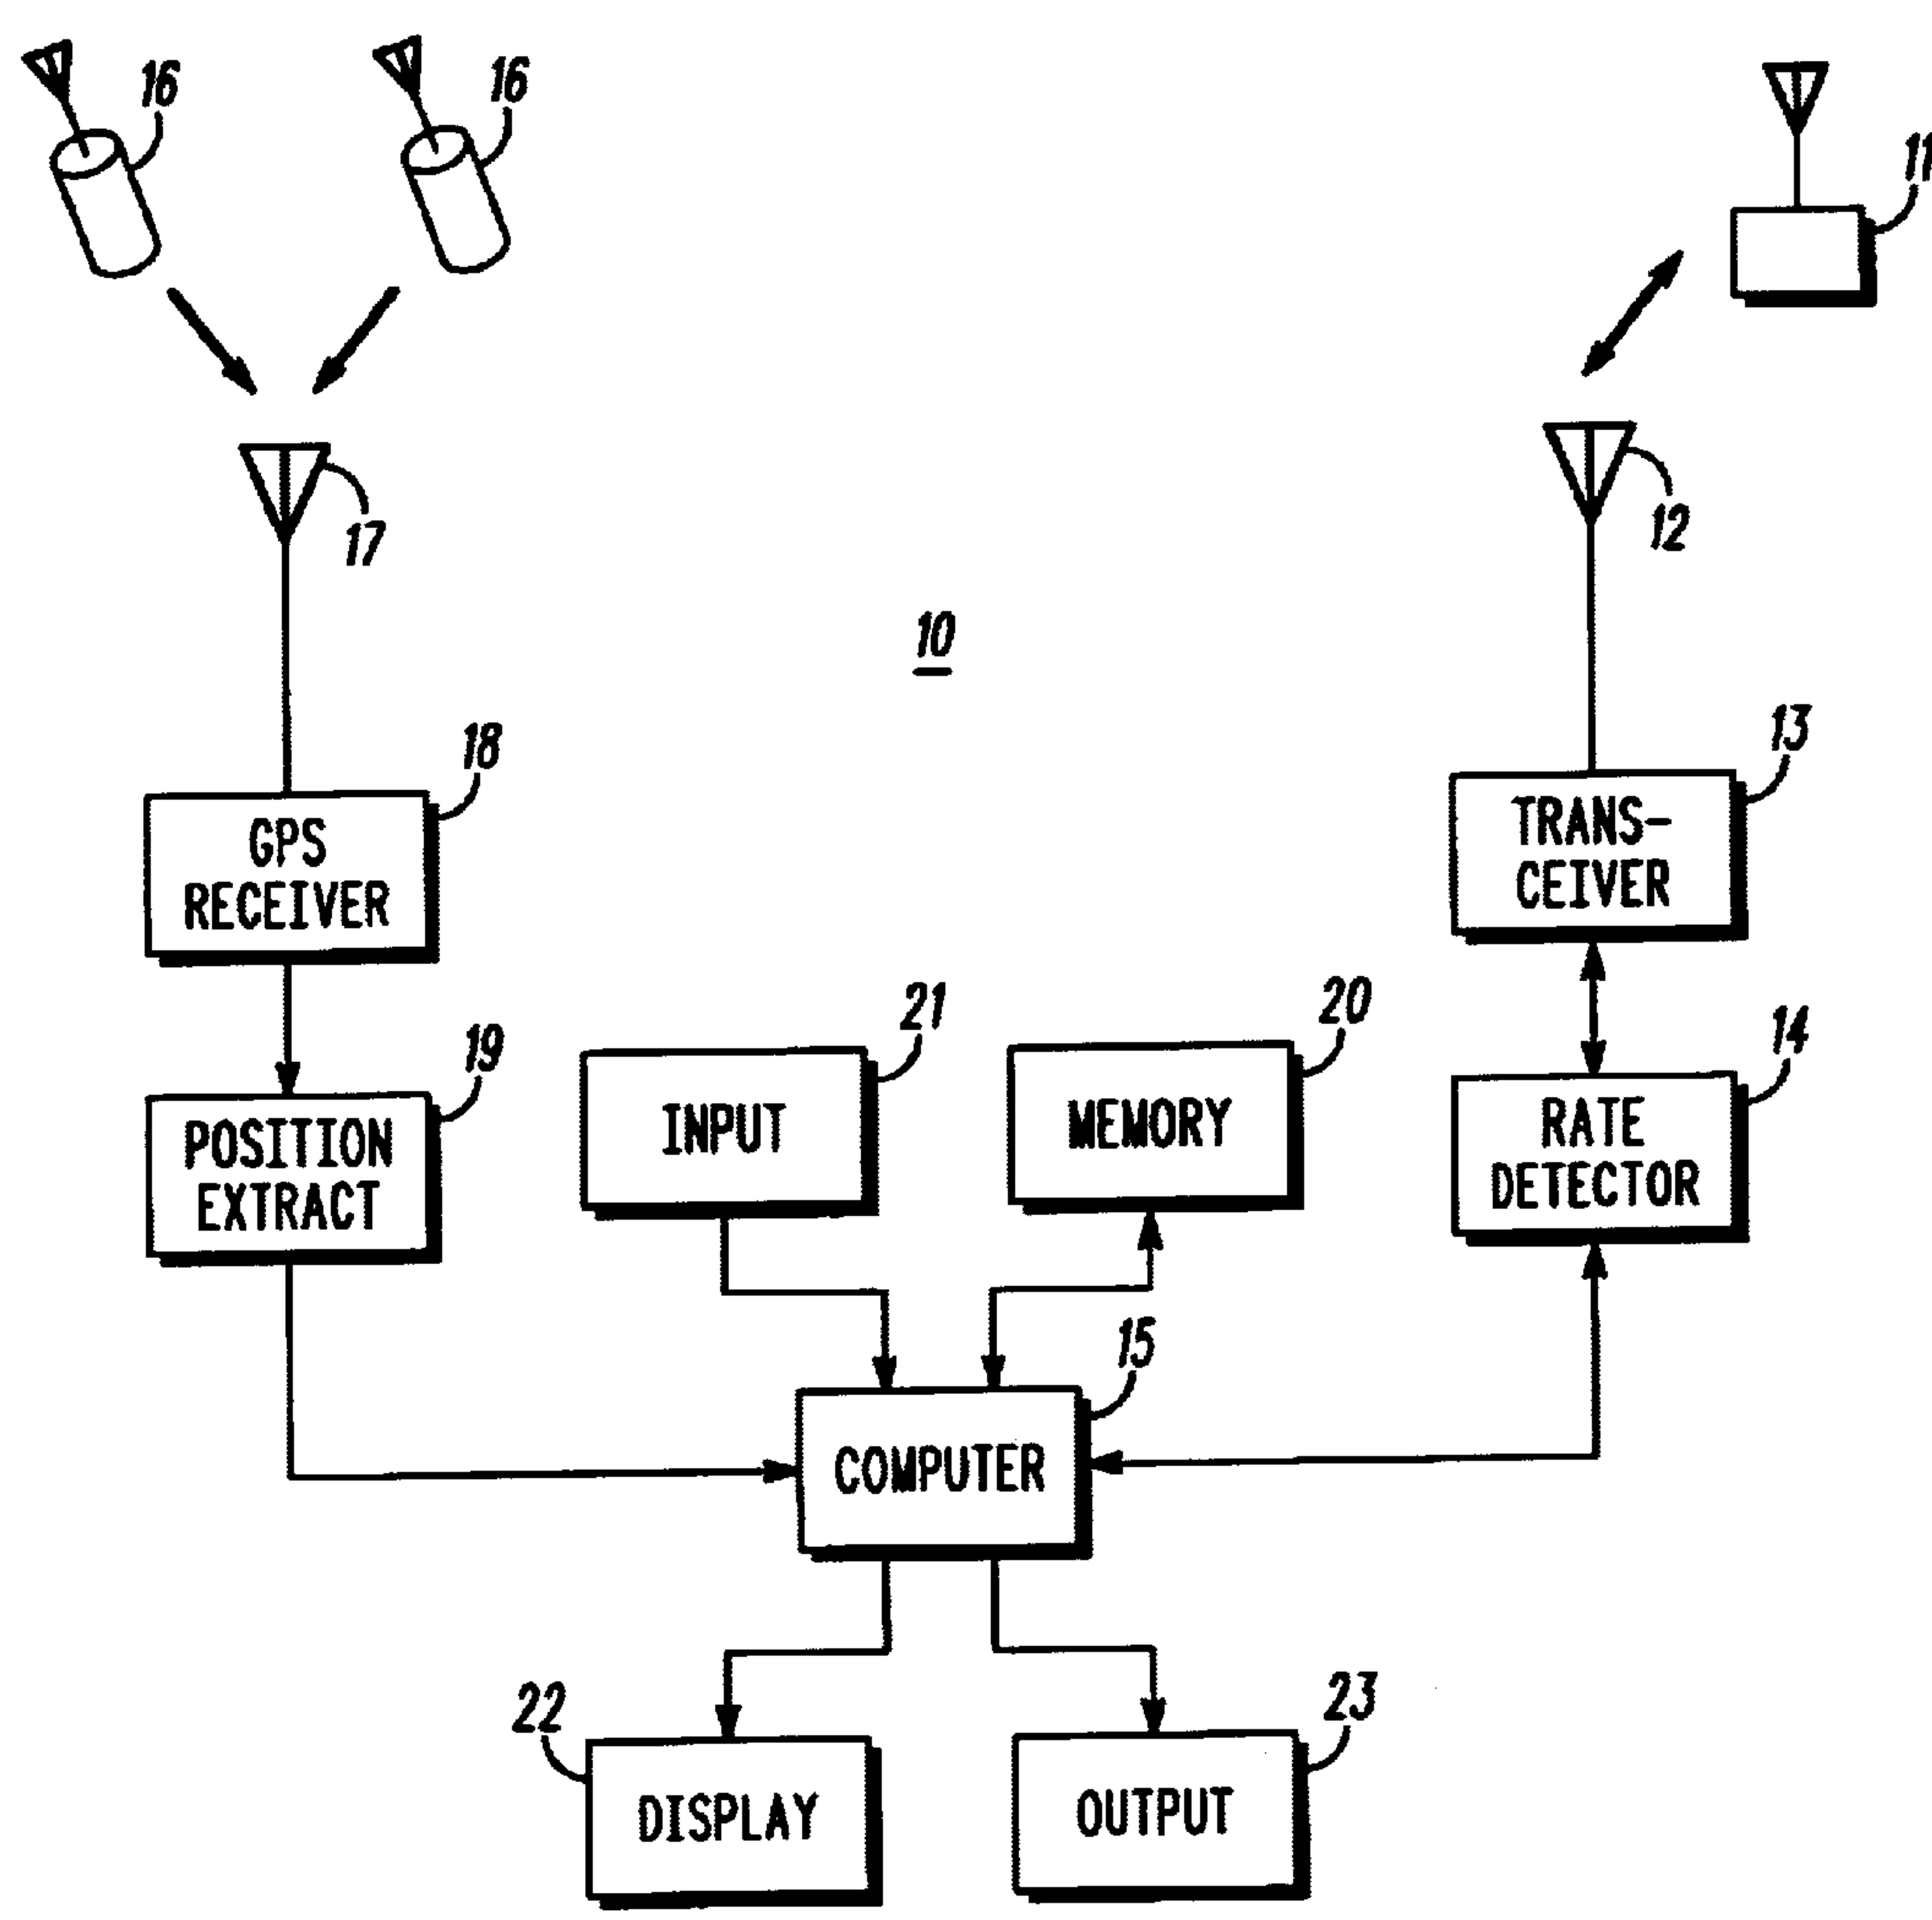 16
16
11
17
12
10
18
GPS
RECEIVER
13
TRANS-
CEIVER
19
POSITION
EXTRACT
21
INPUT
20
MEMORY
14
RATE
DETECTOR
15
COMPUTER
22
DISPLAY
23
OUTPUT